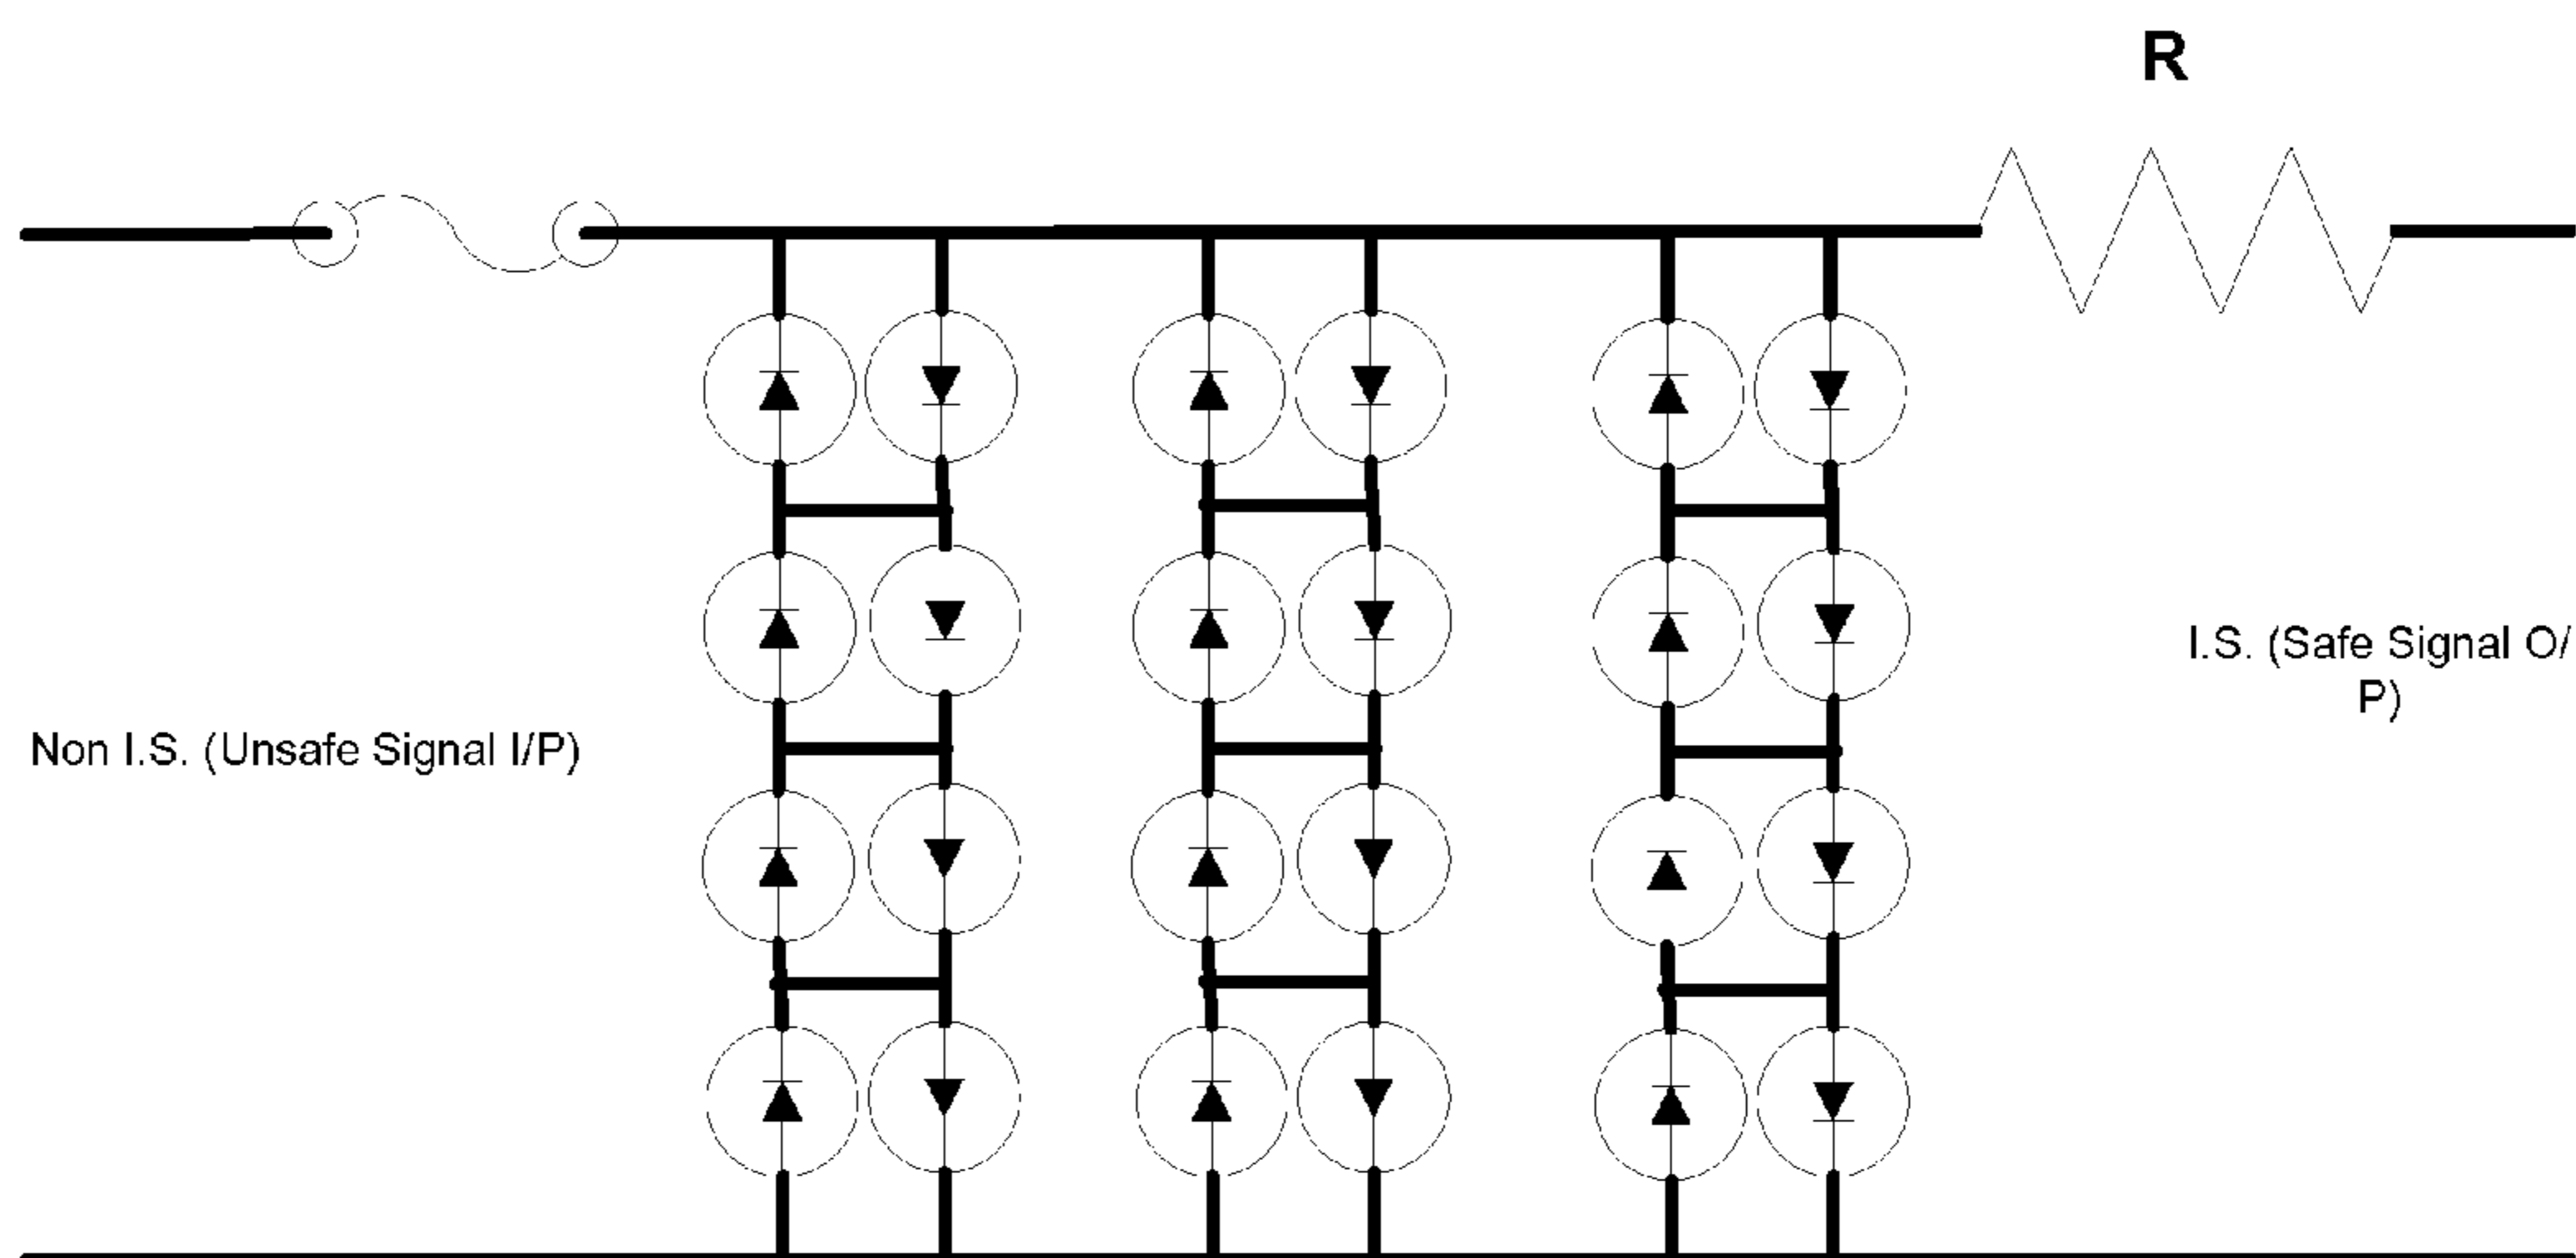 R
I.S. (Safe Signal O/
P)
Non I.S. (Unsafe Signal I/P)